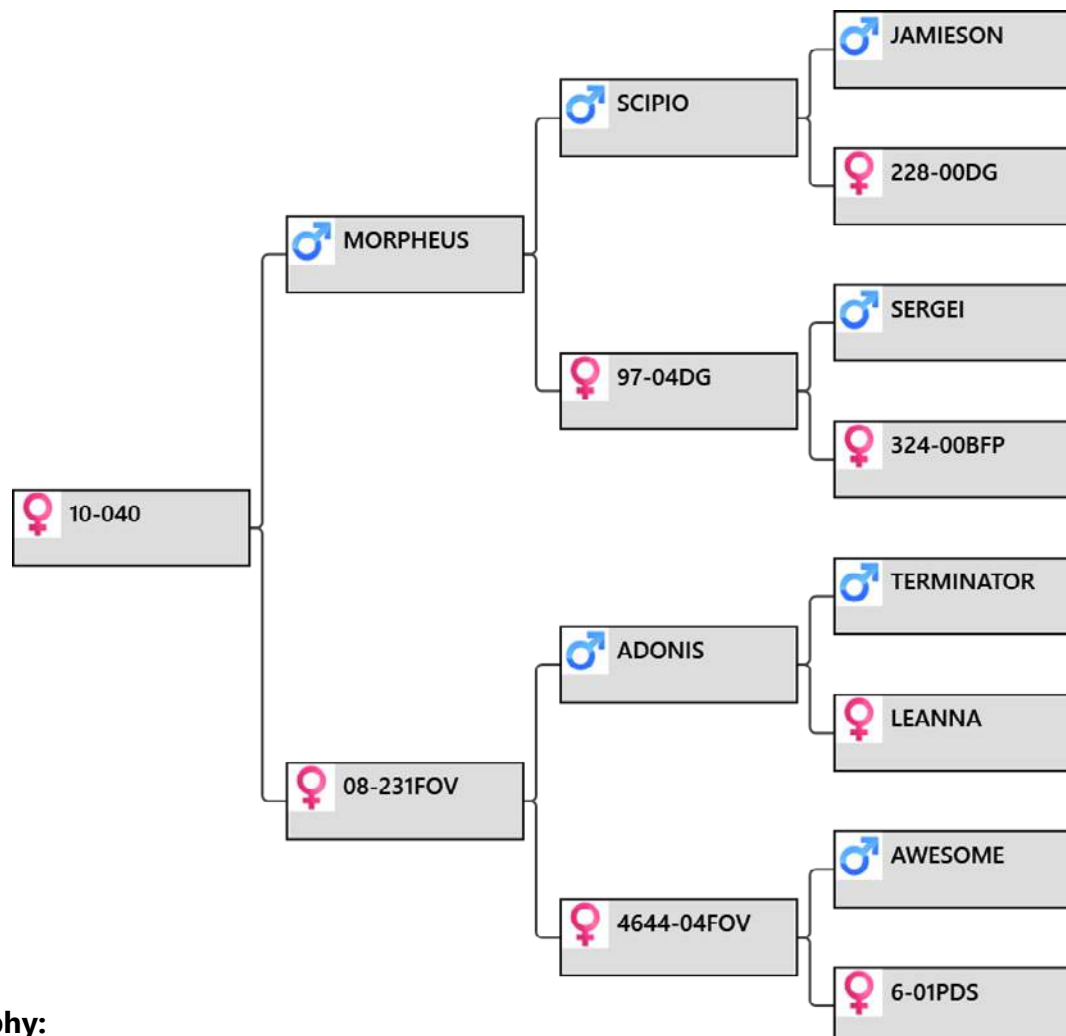 JAMIESON
SCIPIO
228-00DG
MORPHEUS
SERGEI
97-04DG
324-00BFP
10-040
TERMINATOR
ADONIS
LEANNA
08-231FOV
AWESOME
4644-04FOV
6-01PDS
phy: